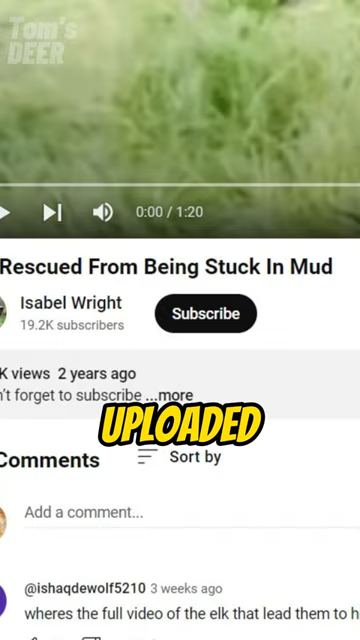 Tom's
DEER
0:00 / 1:20
Rescued From Being Stuck In Mud
Isabel Wright
19.2K subscribers
Subscribe
K views 2 years ago
n't forget to subscribe ...more
UPLOADED
Comments
Sort by
Add a comment...
@ishaqdewolf5210 3 weeks ago
wheres the full video of the elk that lead them to h